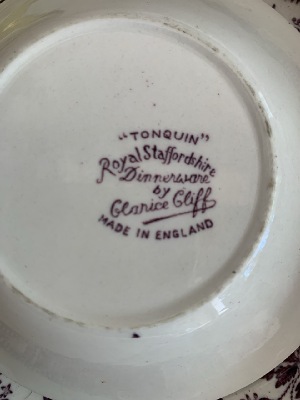 "TONQUIN"
Royal Staffordshire
Dinnerware
by
Clarice Cliff
MADE IN ENGLAND